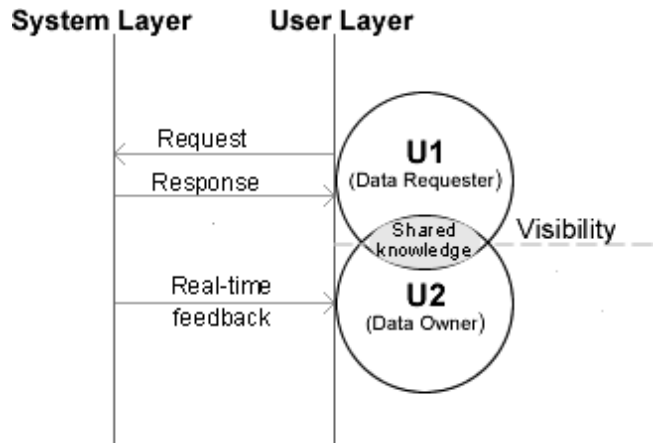 System Layer
User Layer
Request
Response
U1
(Data Requester)
Shared
knowledge
Visibility
Real-time
feedback
U2
(Data Owner)